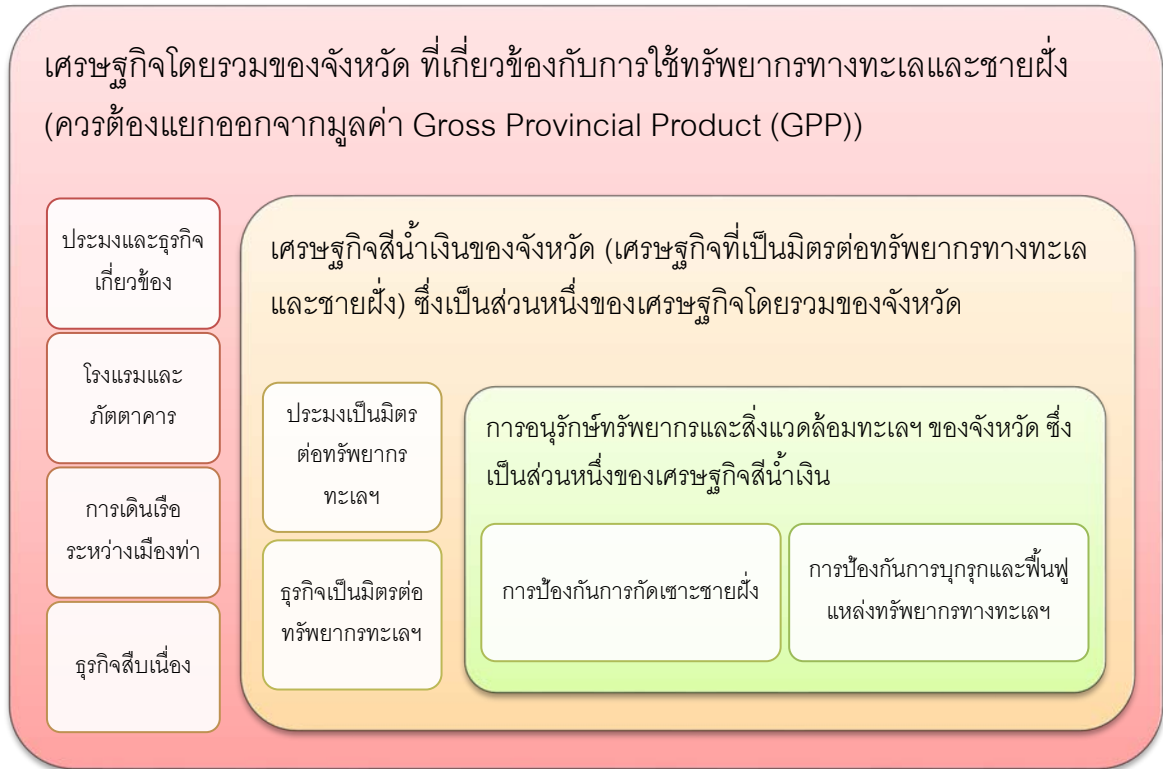 เศรษฐกิจโดยรวมของจังหวัด ที่เกี่ยวข้องกับการใช้ทรัพยากรทางทะเลและชายฝั่ง
(ควรต้องแยกออกจากมูลค่า Gross Provincial Product (GPP))
ประมงและธุรกิจ
เกี่ยวข้อง
โรงแรมและ
ภัตตาคาร
การเดินเรือ
ระหว่างเมืองท่า
ธุรกิจสืบเนื่อง
เศรษฐกิจสีน้ำเงินของจังหวัด (เศรษฐกิจที่เป็นมิตรต่อทรัพยากรทางทะเล
และชายฝั่ง) ซึ่งเป็นส่วนหนึ่งของเศรษฐกิจโดยรวมของจังหวัด
ประมงเป็นมิตร
ต่อทรัพยากร
ทะเลฯ
ธุรกิจเป็นมิตรต่อ
ทรัพยากรทะเลฯ
การอนุรักษ์ทรัพยากรและสิ่งแวดล้อมทะเลฯ ของจังหวัด ซึ่ง
เป็นส่วนหนึ่งของเศรษฐกิจสีน้ำเงิน
การป้องกันการกัดเซาะชายฝั่ง
การป้องกันการบุกรุกและฟื้นฟู
แหล่งทรัพยากรทางทะเลฯ